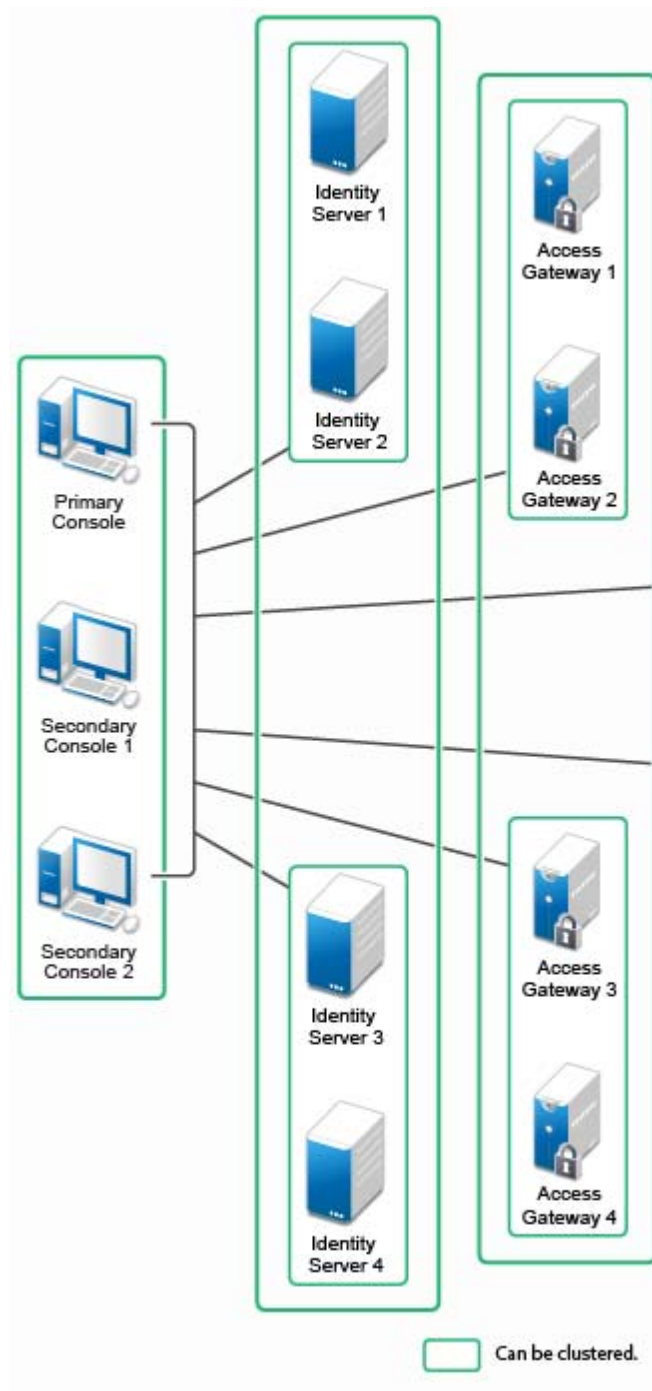 Identity
Server 1
Identity
Server 2
Access
Gateway 1
Access
Gateway 2
Primary
Console
Secondary
Console 1
Secondary
Console 2
Identity
Server 3
Identity
Server 4
Access
Gateway 3
Access
Gateway 4
Can be clustered.